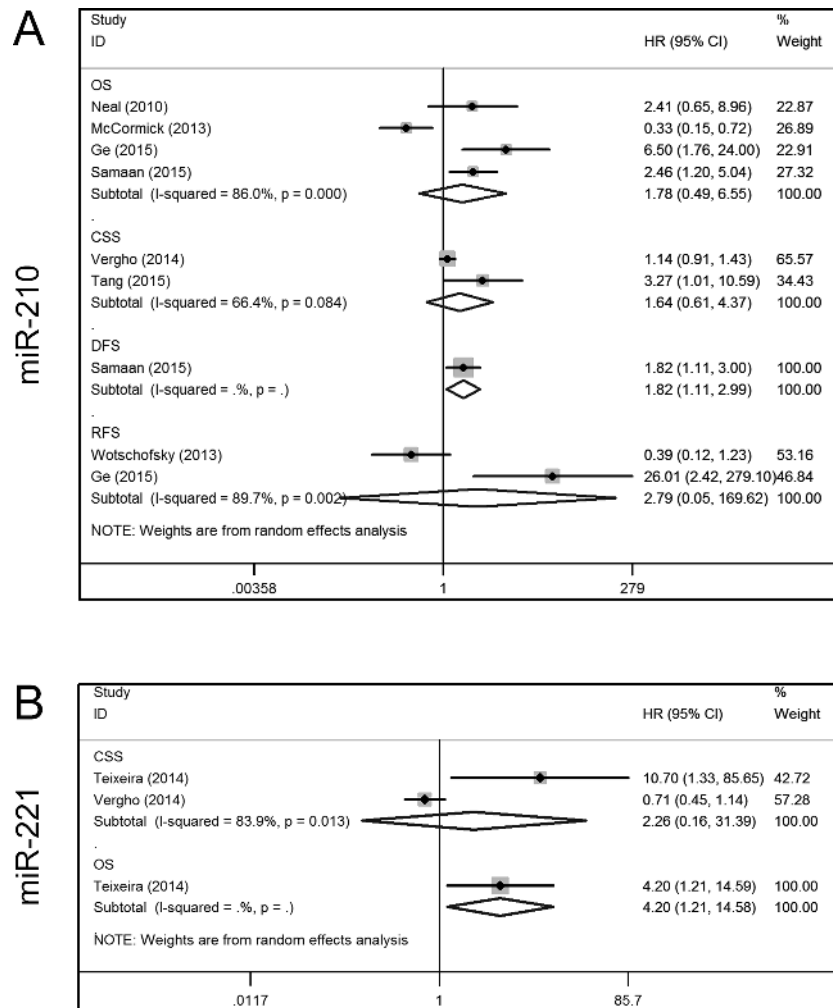 A
miR-210
Study %
ID HR (95% CI) Weight
OS
Neal (2010) 2.41 (0.65, 8.96) 22.87
McCormick (2013) 0.33 (0.15, 0.72) 26.89
Ge (2015) 6.50 (1.76, 24.00) 22.91
Samaan (2015) 2.46 (1.20, 5.04) 27.32
Subtotal (I-squared = 86.0%, p = 0.000) 1.78 (0.49, 6.55) 100.00
.
CSS
Vergho (2014) 1.14 (0.91, 1.43) 65.57
Tang (2015) 3.27 (1.01, 10.59) 34.43
Subtotal (I-squared = 66.4%, p = 0.084) 1.64 (0.61, 4.37) 100.00
.
DFS
Samaan (2015) 1.82 (1.11, 3.00) 100.00
Subtotal (I-squared = .%, p = .) 1.82 (1.11, 2.99) 100.00
.
RFS
Wotschofsky (2013) 0.39 (0.12, 1.23) 53.16
Ge (2015) 26.01 (2.42, 279.10) 46.84
Subtotal (I-squared = 89.7%, p = 0.002) 2.79 (0.05, 169.62) 100.00
NOTE: Weights are from random effects analysis
.00358 1 279
B
miR-221
Study %
ID HR (95% CI) Weight
CSS
Teixeira (2014) 10.70 (1.33, 85.65) 42.72
Vergho (2014) 0.71 (0.45, 1.14) 57.28
Subtotal (I-squared = 83.9%, p = 0.013) 2.26 (0.16, 31.39) 100.00
.
OS
Teixeira (2014) 4.20 (1.21, 14.59) 100.00
Subtotal (I-squared = .%, p = .) 4.20 (1.21, 14.58) 100.00
.
NOTE: Weights are from random effects analysis
.0117 1 85.7